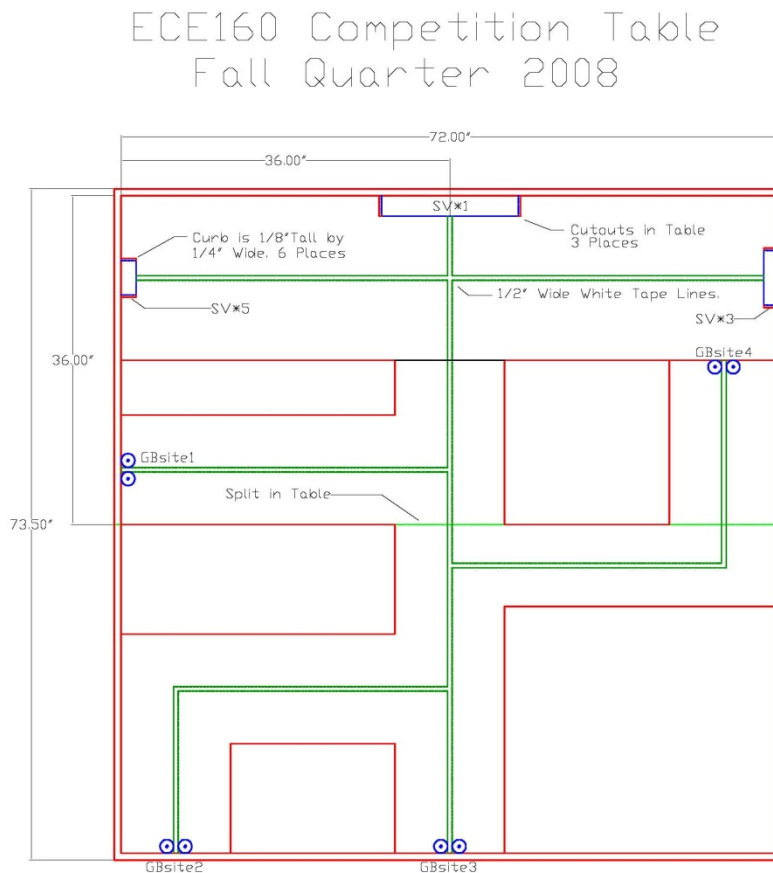 ECE160 Competition Table
Fall Quarter 2008
72.00"
36.00"
SV*1
Cutouts in Table
3 Places
Curb is 1/8"Tall by
1/4" Wide. 6 Places
1/2" Wide White Tape Lines.
SV*5
SV*3
36.00"
GBsite4
GBsite1
Split in Table
73.50"
GBsite2
GBsite3